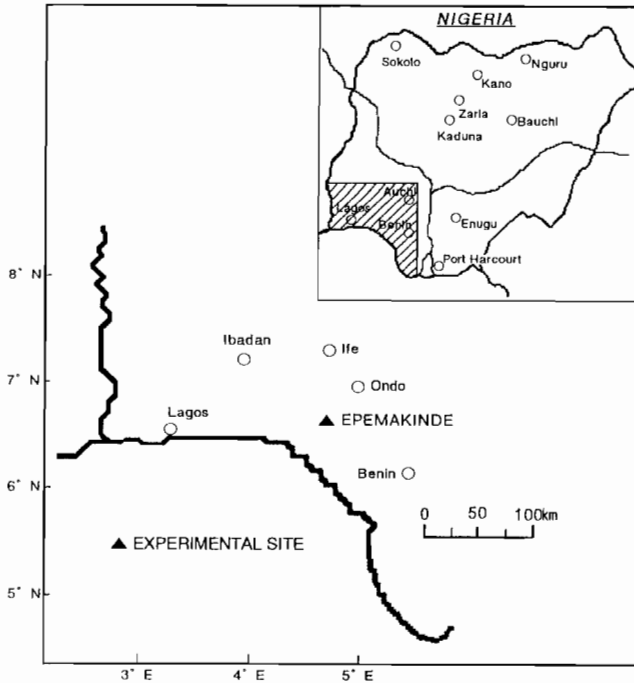 NIGERIA
Sokoto
Nguru
Kano
Zaria
Kaduna
Bauchi
Auchi
Lagos
Benin
Enugu
Port Harcourt
8° N
7° N
6° N
5° N
Ibadan
Ife
Ondo
Lagos
EPEMAKINDE
Benin
0 50 100km
EXPERIMENTAL SITE
3° E 4° E 5° E